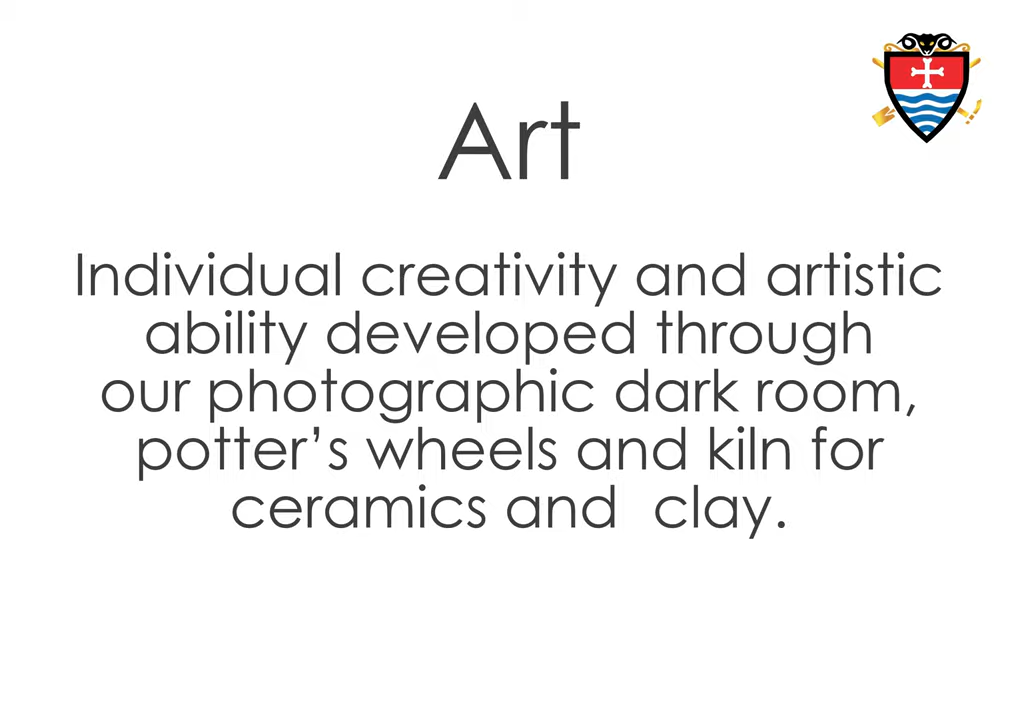 Art
Individual creativity and artistic
ability developed through
our photographic dark room,
potter’s wheels and kiln for
ceramics and  clay.